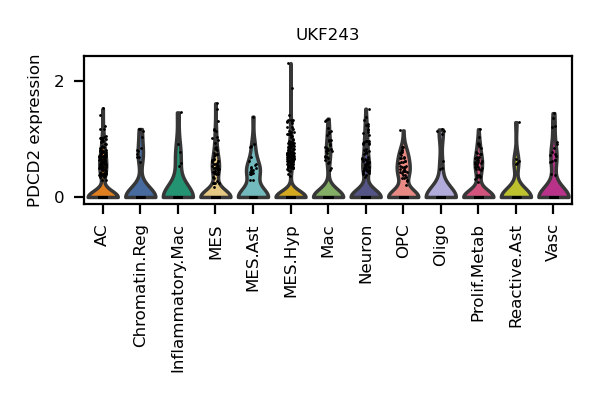 UKF243
PDCD2 expression
2
0
AC
Chromatin.Reg
Inflammatory.Mac
MES
MES.Ast
MES.Hyp
Mac
Neuron
OPC
Oligo
Prolif.Metab
Reactive.Ast
Vasc